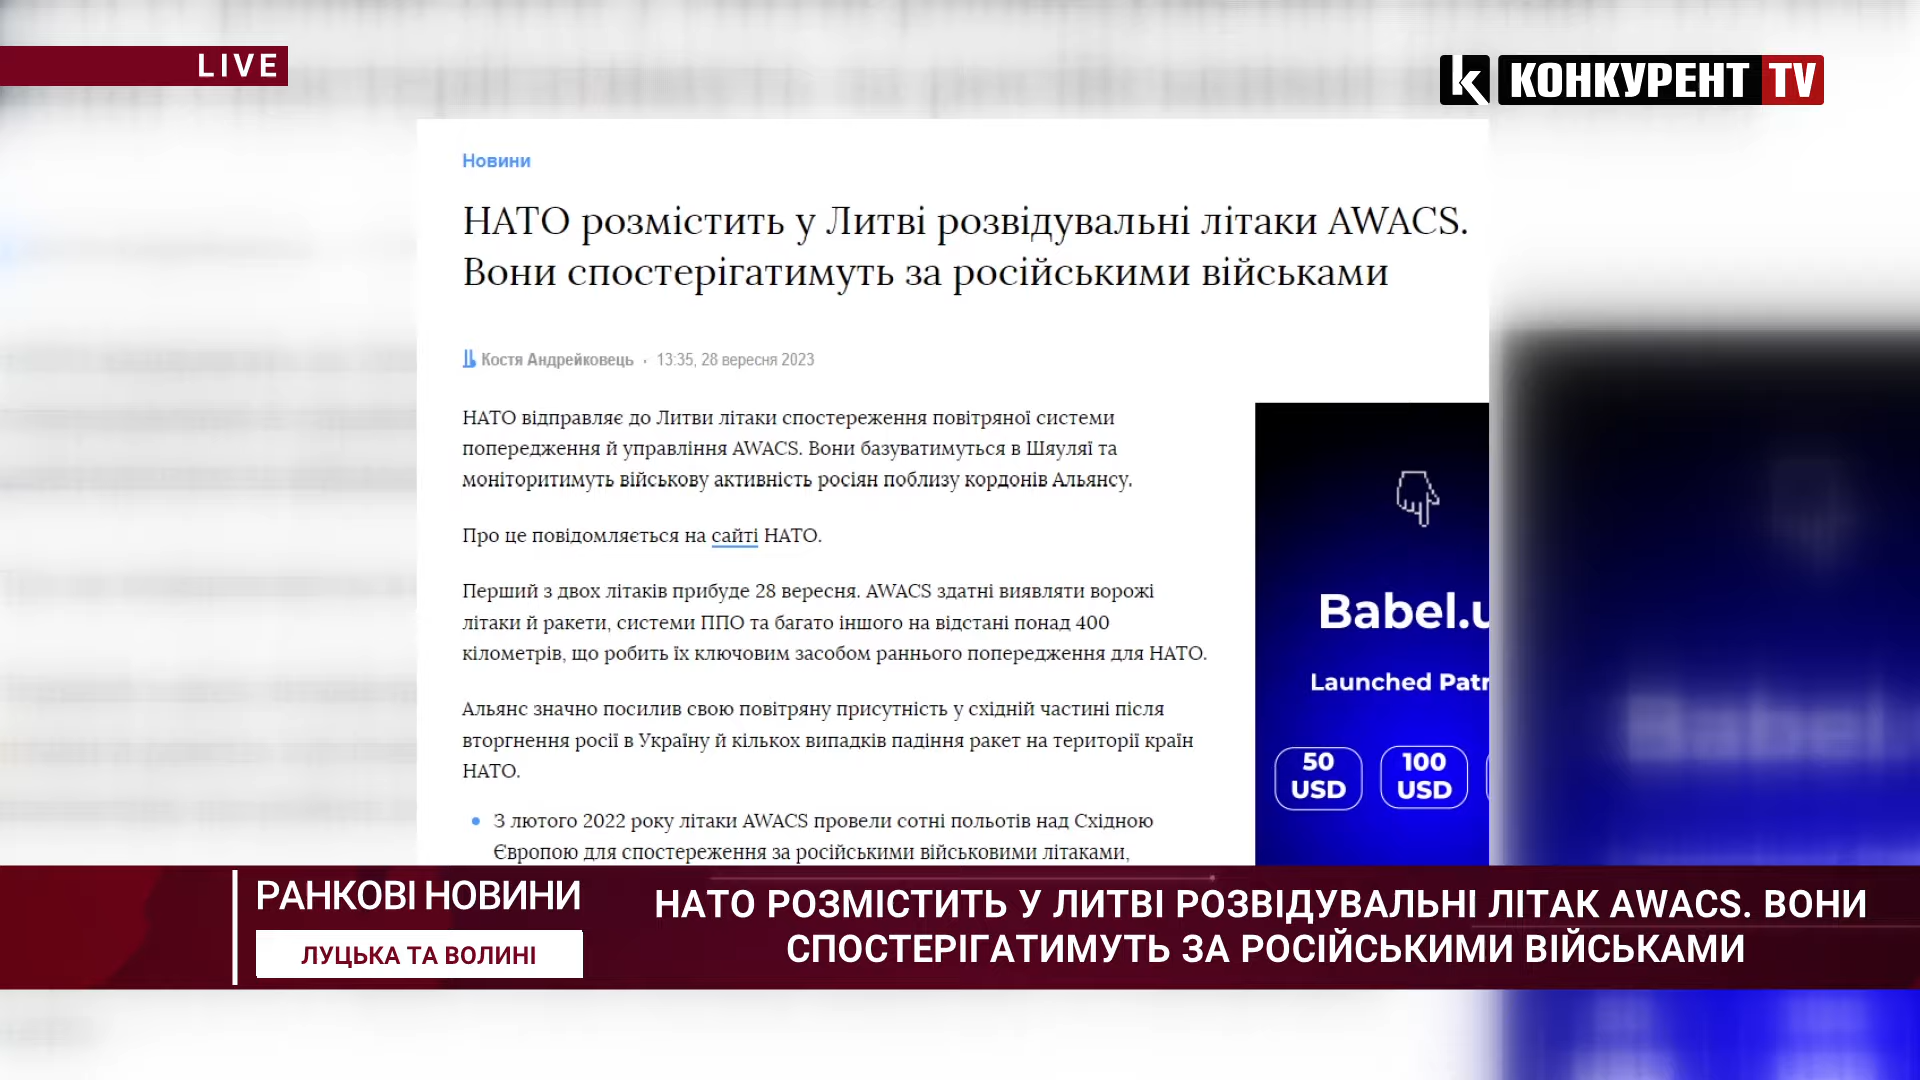 LIVE
k КОНКУРЕНТ TV
Новини
НАТО розмістить у Литві розвідувальні літаки AWACS.
Вони спостерігатимуть за російськими військами
Костя Андрейковець · 13:35, 28 вересня 2023
НАТО відправляє до Литви літаки спостереження повітряної системи
попередження й управління AWACS. Вони базуватимуться в Шяуляї та
моніторитимуть військову активність росіян поблизу кордонів Альянсу.
Про це повідомляється на сайті НАТО.
Перший з двох літаків прибуде 28 вересня. AWACS здатні виявляти ворожі
літаки й ракети, системи ППО та багато іншого на відстані понад 400
кілометрів, що робить їх ключовим засобом раннього попередження для НАТО.
Альянс значно посилив свою повітряну присутність у східній частині після
вторгнення росії в Україну й кількох випадків падіння ракет на території країн
НАТО.
• З лютого 2022 року літаки AWACS провели сотні польотів над Східною
Європою для спостереження за російськими військовими літаками,
Babel.u
Launched Patr
50
USD
100
USD
РАНКОВІ НОВИНИ
ЛУЦЬКА ТА ВОЛИНІ
НАТО РОЗМІСТИТЬ У ЛИТВІ РОЗВІДУВАЛЬНІ ЛІТАК AWACS. ВОНИ
СПОСТЕРІГАТИМУТЬ ЗА РОСІЙСЬКИМИ ВІЙСЬКАМИ